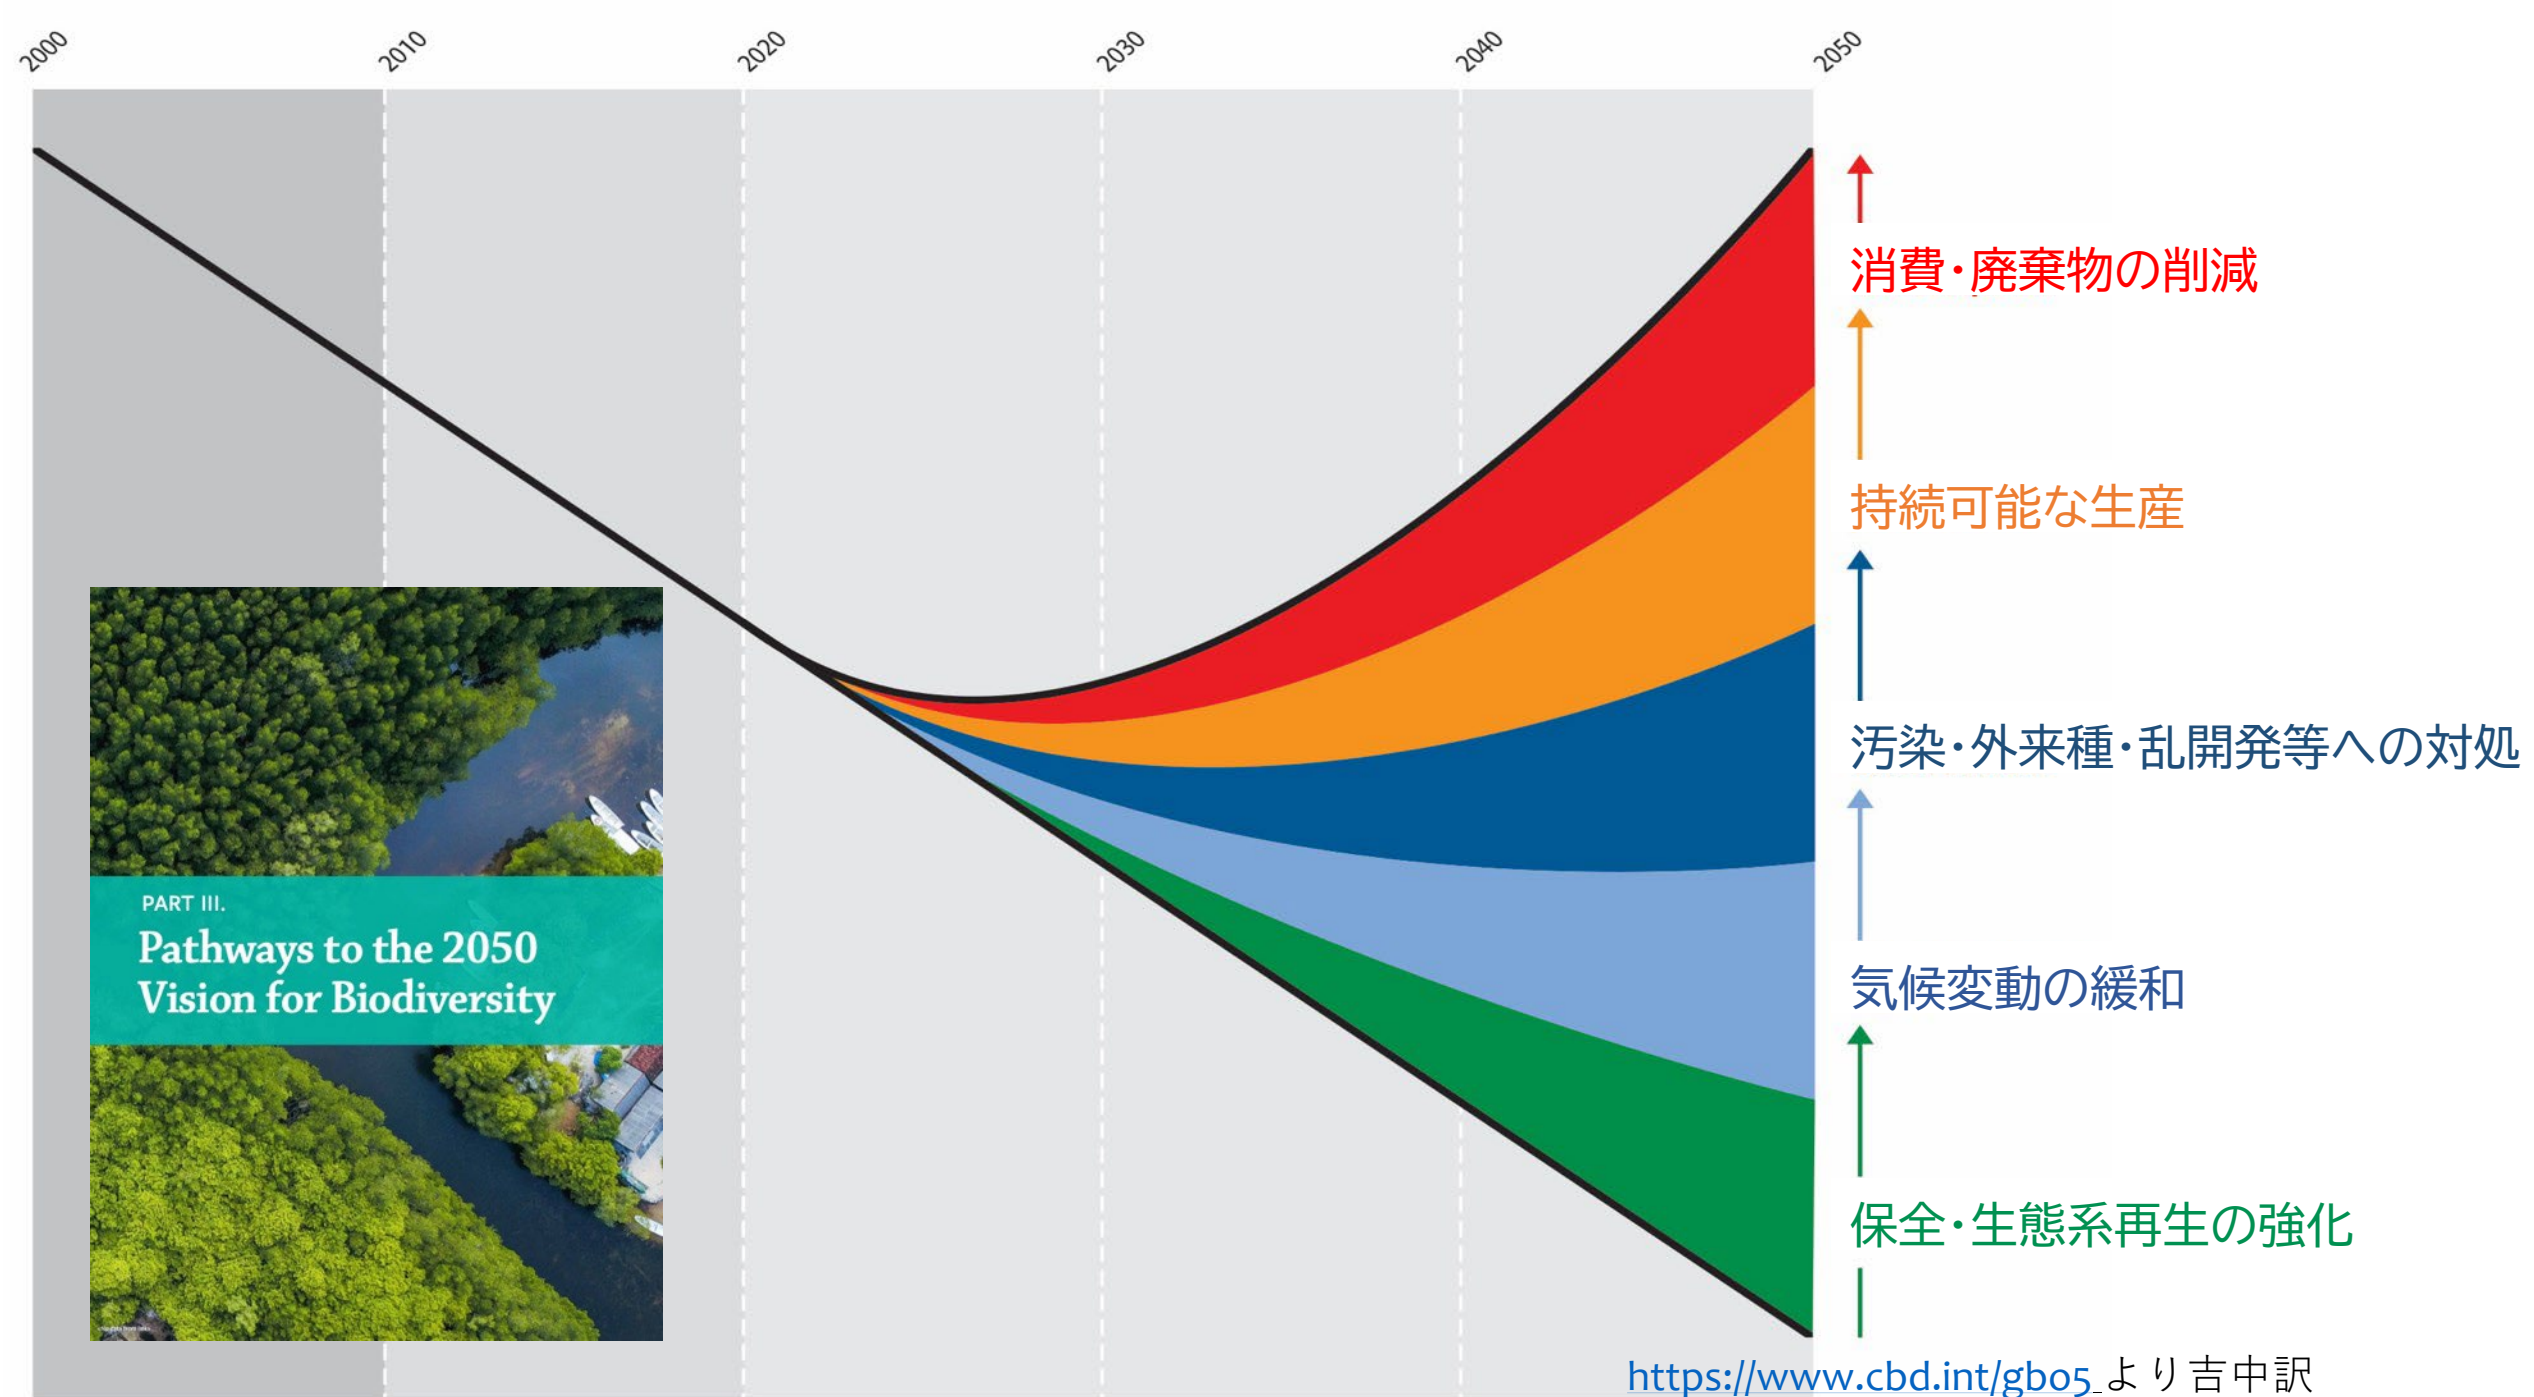 2000
2010
2020
2030
2040
2050
消費・廃棄物の削減
持続可能な生産
汚染・外来種・乱開発等への対処
気候変動の緩和
保全・生態系再生の強化
PART III.
Pathways to the 2050
Vision for Biodiversity
https://www.cbd.int/gbo5 より吉中訳